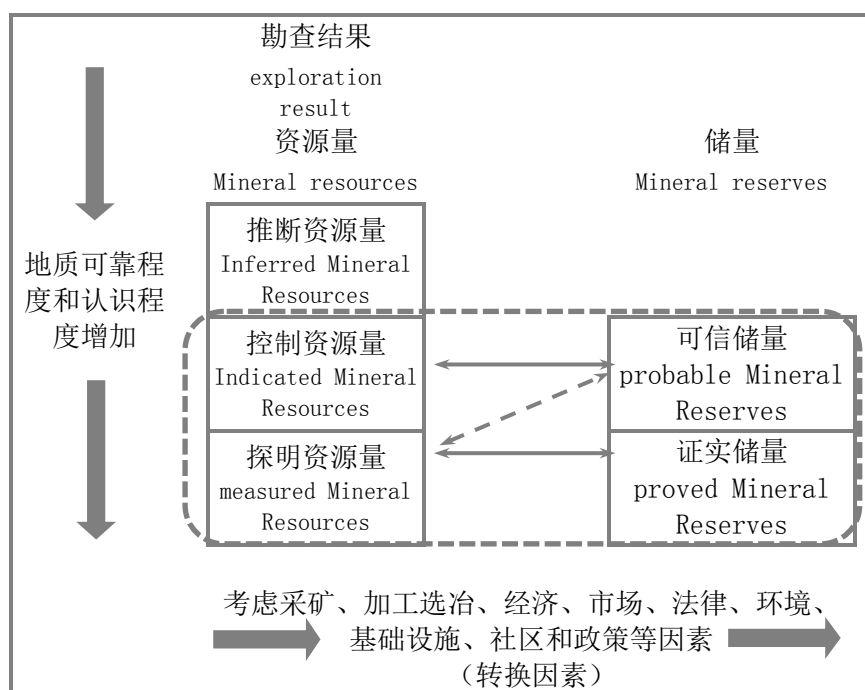 勘查结果
exploration
result
资源量
Mineral resources
储量
Mineral reserves
地质可靠程
度和认识程
度增加
推断资源量
Inferred Mineral
Resources
控制资源量
Indicated Mineral
Resources
可信储量
probable Mineral
Reserves
探明资源量
measured Mineral
Resources
证实储量
proved Mineral
Reserves
考虑采矿、加工选冶、经济、市场、法律、环境、
基础设施、社区和政策等因素
（转换因素）